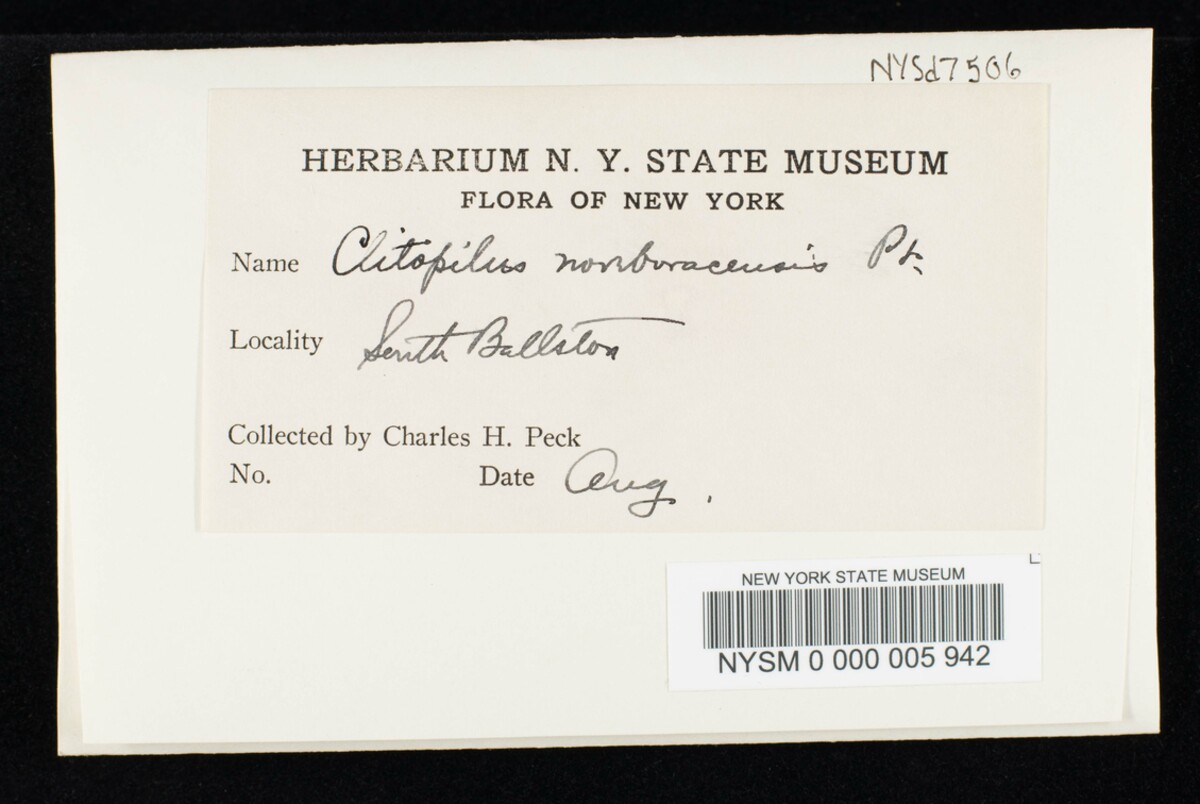 NYSd7506
HERBARIUM N. Y. STATE MUSEUM
FLORA OF NEW YORK
Name Clitopilus noveboracensis Pk.
Locality South Ballston
Collected by Charles H. Peck
No. Date Aug.
NEW YORK STATE MUSEUM
NYSM 0 000 005 942